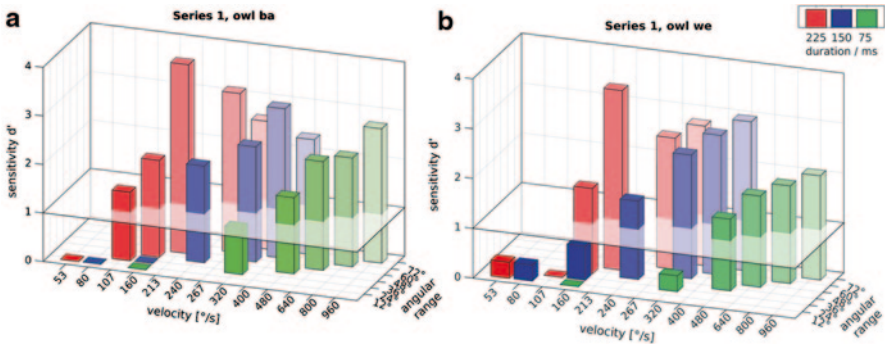 a
Series 1, owl ba
sensitivity d'
4
3
2
1
0
53
80
107
160
213
240
267
320
400
480
640
800
960
velocity [°/s]
angular
range
b
Series 1, owl we
225 150 75
duration / ms
sensitivity d'
4
3
2
1
0
53
80
107
160
213
240
267
320
400
480
640
800
960
velocity [°/s]
angular
range